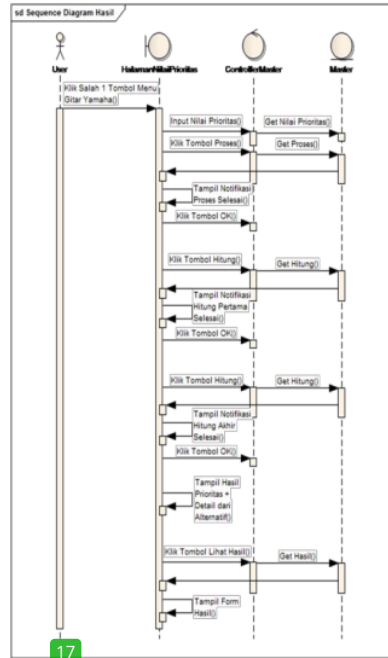 sd Sequence Diagram Hasil
User
HalamanNilaiPrioritas
ControllerMaster
Master
Klik Salah 1 Tombol Menu
Gitar Yamaha()
Input Nilai Prioritas()
Get Nilai Prioritas()
Klik Tombol Proses()
Get Proses()
Tampil Notifikasi
Proses Selesai()
Klik Tombol OK()
Klik Tombol Hitung()
Get Hitung()
Tampil Notifikasi
Hitung Pertama
Selesai()
Klik Tombol OK()
Klik Tombol Hitung()
Get Hitung()
Tampil Notifikasi
Hitung Akhir
Selesai()
Klik Tombol OK()
Tampil Hasil
Prioritas +
Detail dari
Alternatif()
Klik Tombol Lihat Hasil()
Get Hasil()
Tampil Form
Hasil()
17